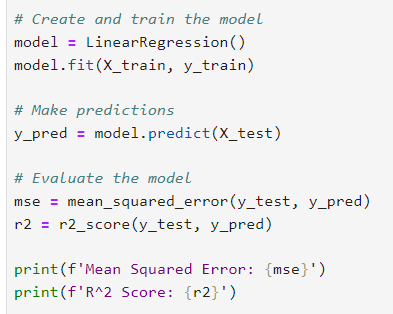 # Create and train the model
model = LinearRegression()
model.fit(X_train, y_train)

# Make predictions
y_pred = model.predict(X_test)

# Evaluate the model
mse = mean_squared_error(y_test, y_pred)
r2 = r2_score(y_test, y_pred)

print(f'Mean Squared Error: {mse}')
print(f'R^2 Score: {r2}')